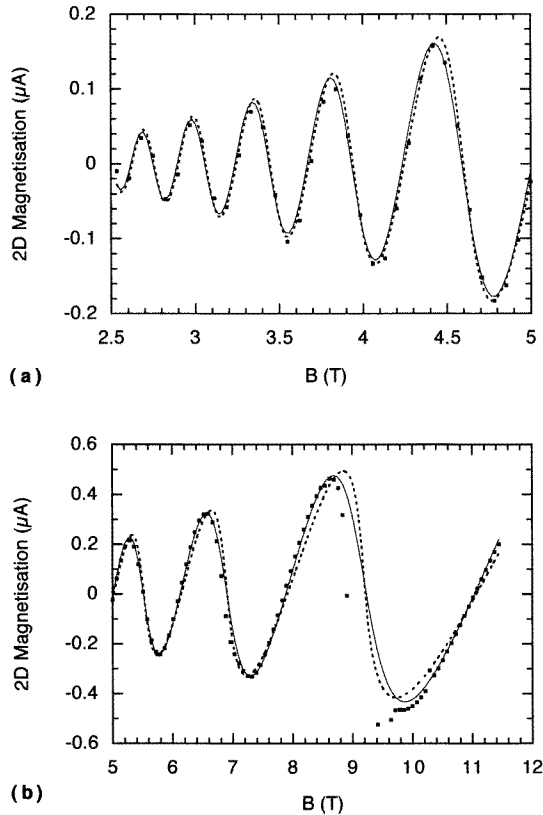 0.2
0.1
0
-0.1
-0.2
2D Magnetisation (μA)
2.5 3 3.5 4 4.5 5
B (T)
(a)
0.6
0.4
0.2
0
-0.2
-0.4
-0.6
2D Magnetisation (μA)
5 6 7 8 9 10 11 12
B (T)
(b)